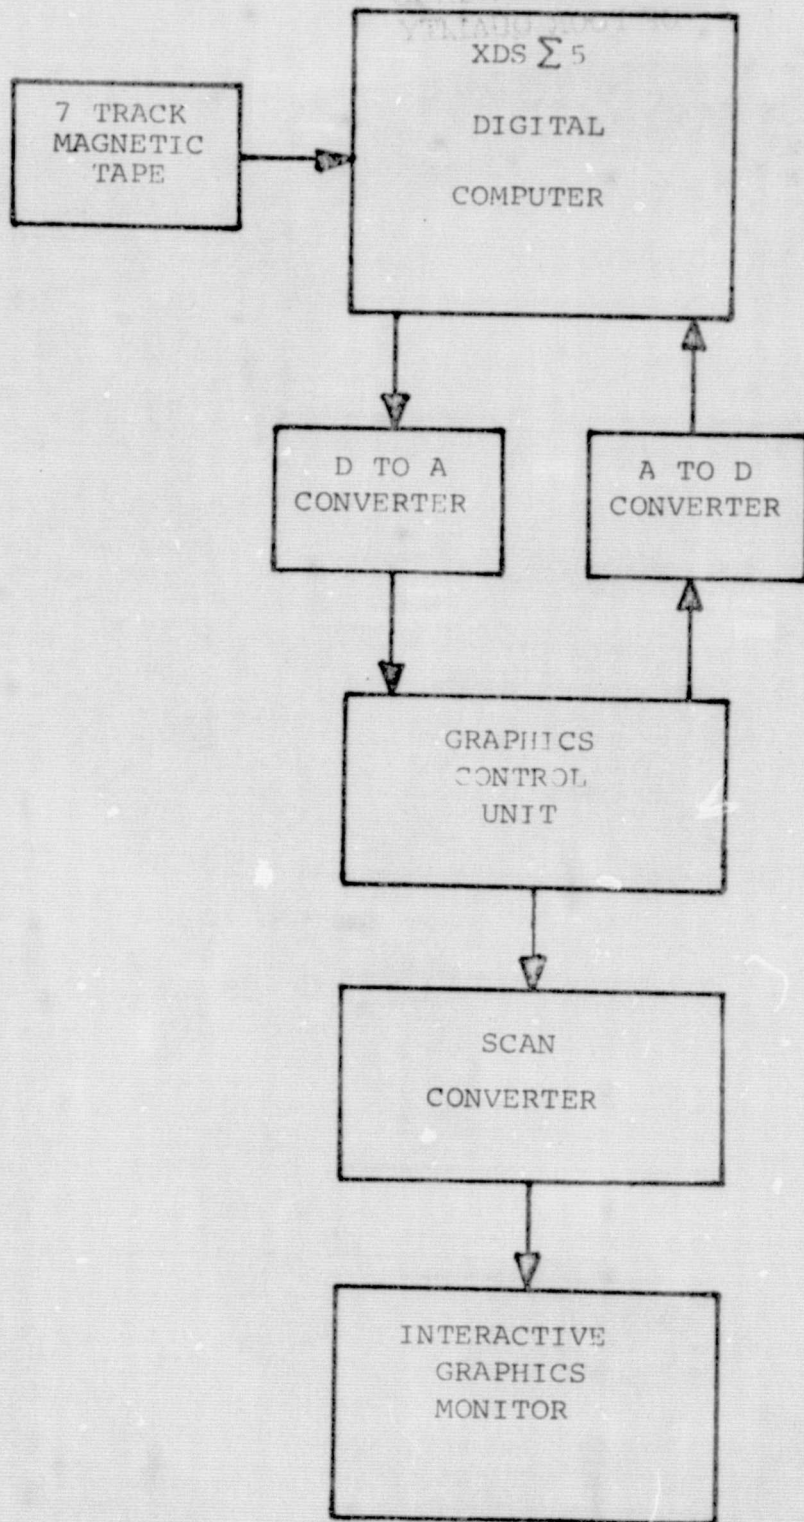 XDS Σ 5
DIGITAL
COMPUTER
7 TRACK
MAGNETIC
TAPE
D TO A
CONVERTER
A TO D
CONVERTER
GRAPHICS
CONTROL
UNIT
SCAN
CONVERTER
INTERACTIVE
GRAPHICS
MONITOR